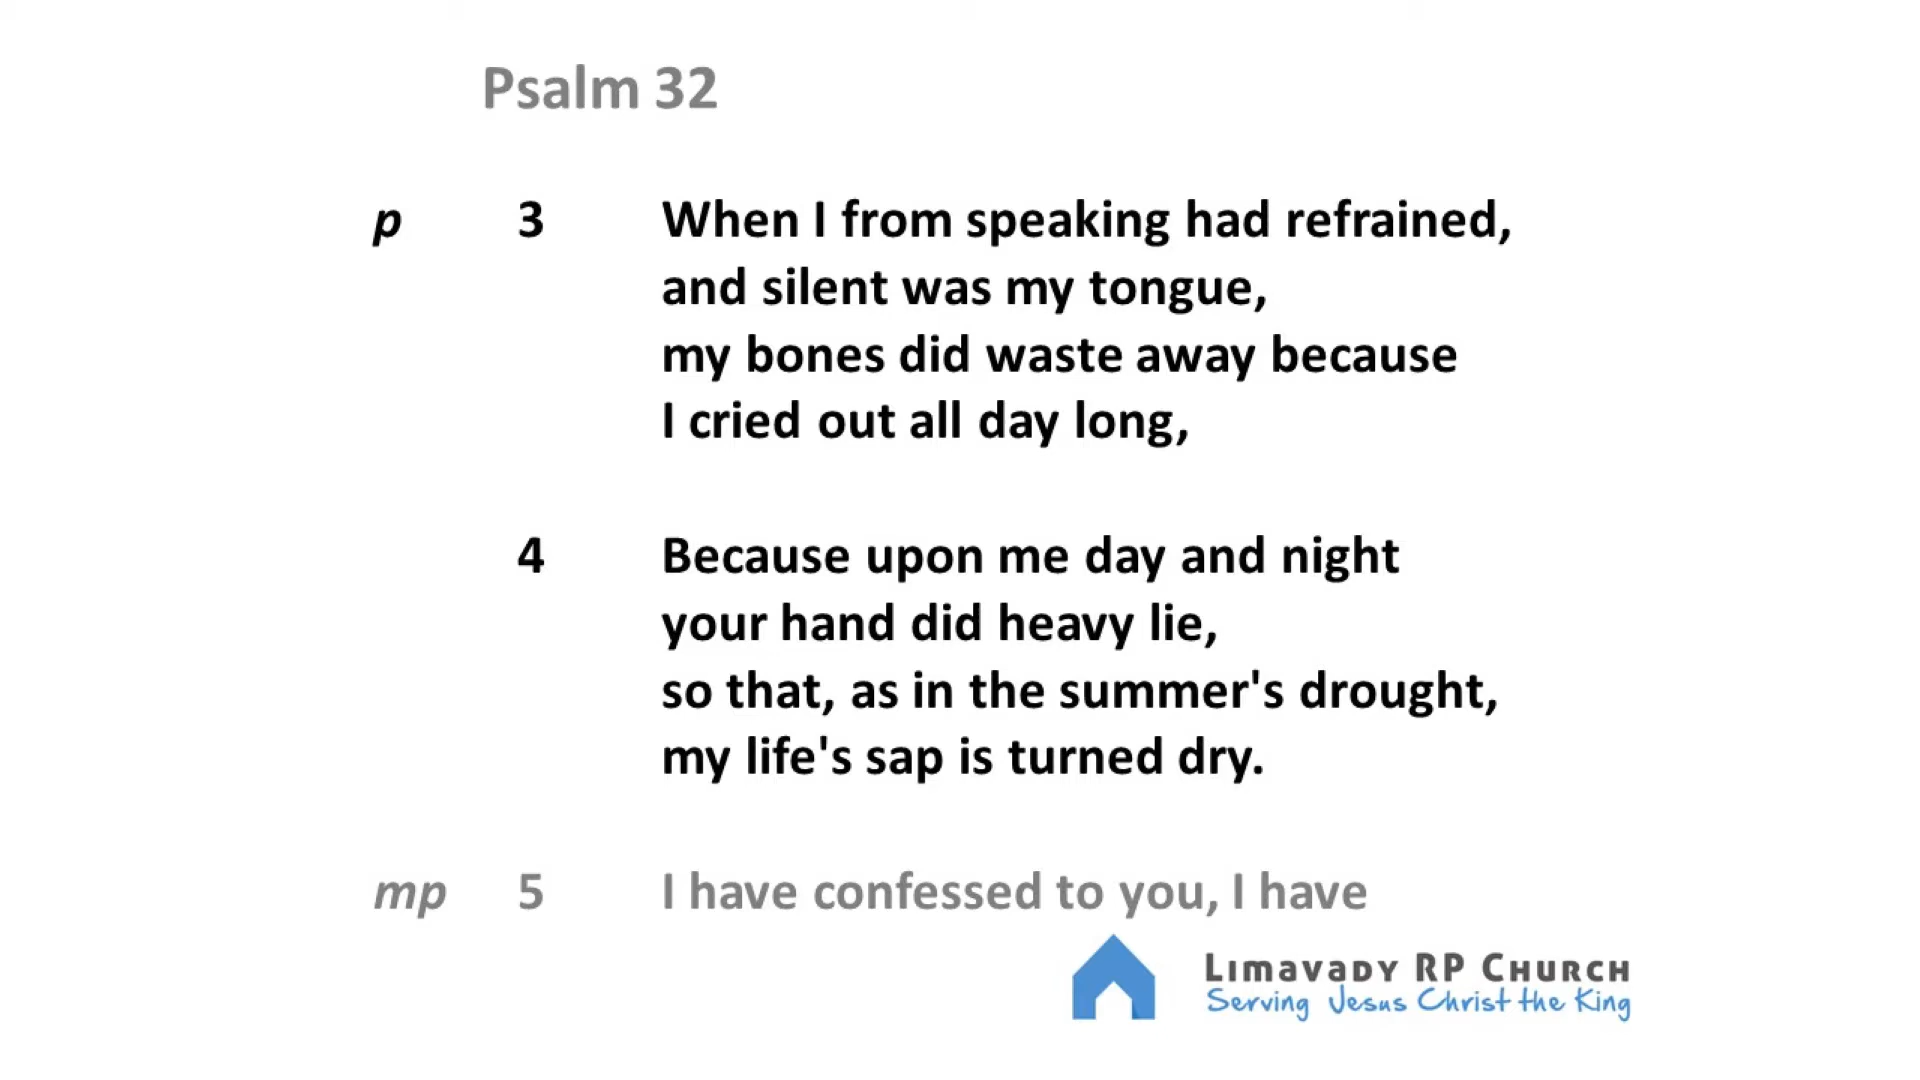 Psalm 32
p 3 When I from speaking had refrained,
and silent was my tongue,
my bones did waste away because
I cried out all day long,
4 Because upon me day and night
your hand did heavy lie,
so that, as in the summer's drought,
my life's sap is turned dry.
mp 5 I have confessed to you, I have
Limavady RP Church
Serving Jesus Christ the King